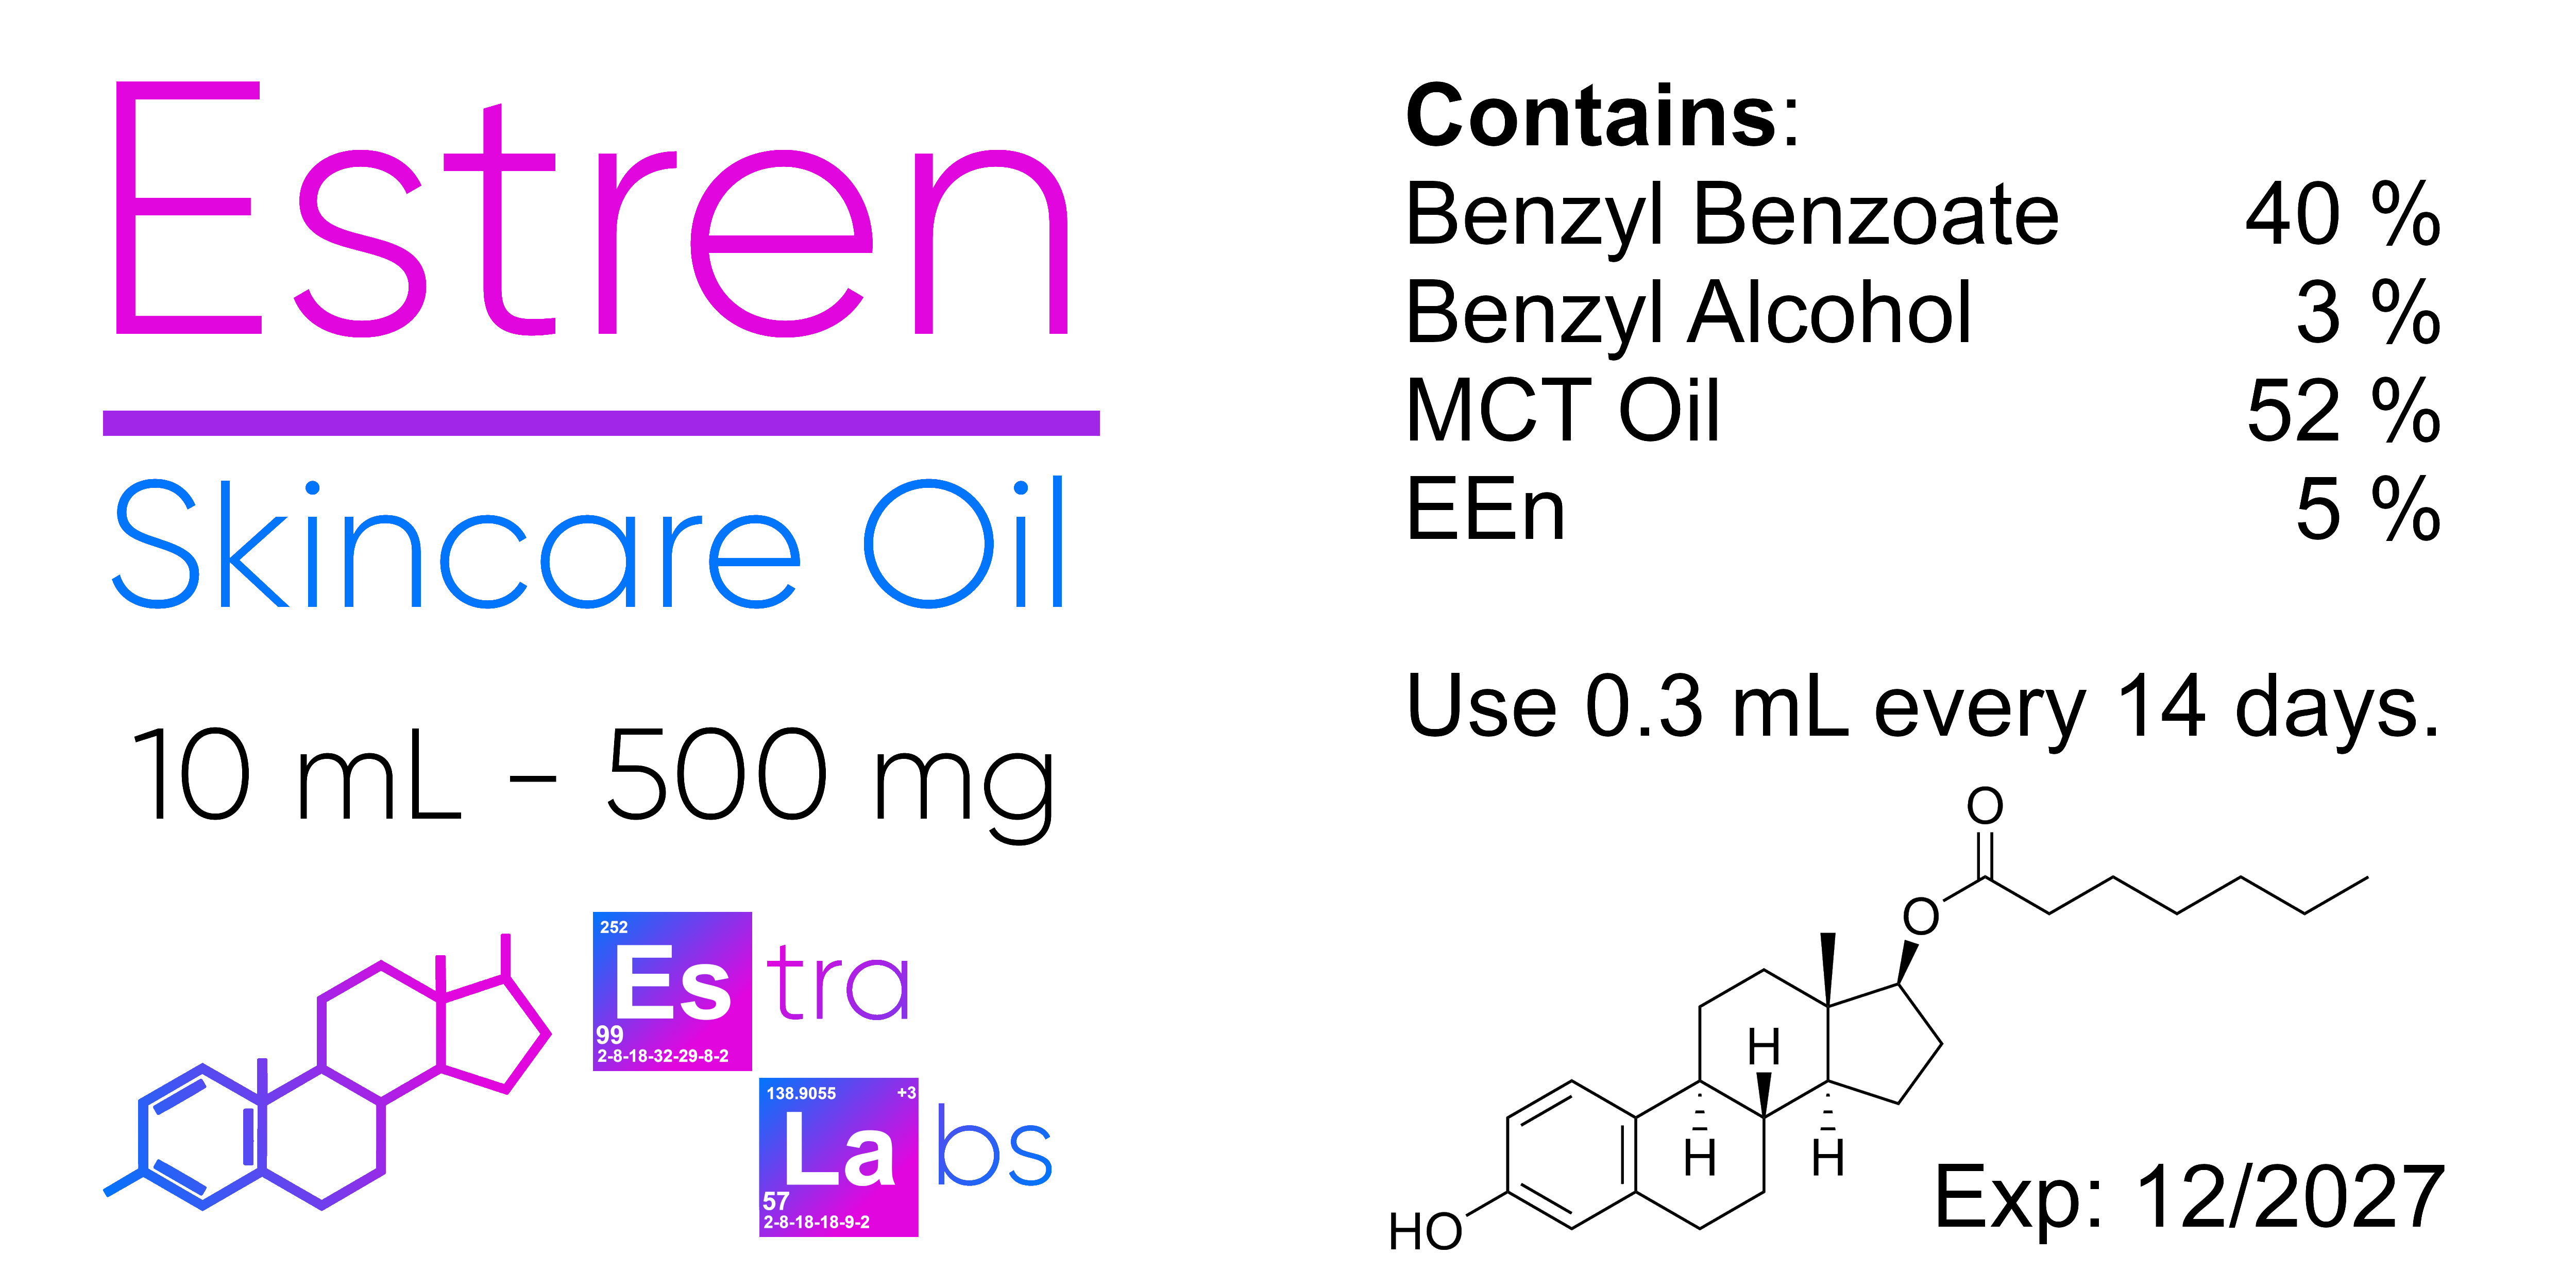 Estren
Skincare Oil
10 mL - 500 mg
252
Es
99
2-8-18-32-29-8-2
tra
138.9055 +3
La
57
2-8-18-18-9-2
bs
Contains:
Benzyl Benzoate 40 %
Benzyl Alcohol 3 %
MCT Oil 52 %
EEn 5 %
Use 0.3 mL every 14 days.
O
O
H
H H
HO
Exp: 12/2027